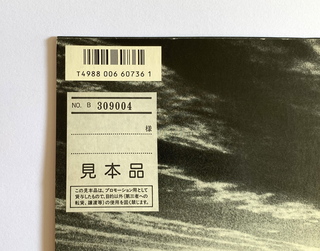 T4988 006 60736 1
NO. B 309004
様
見本品
この見本品は、プロモーション用として
貸与したもので、目的以外(第三者への
転売、譲渡等)の使用を固く禁じます。